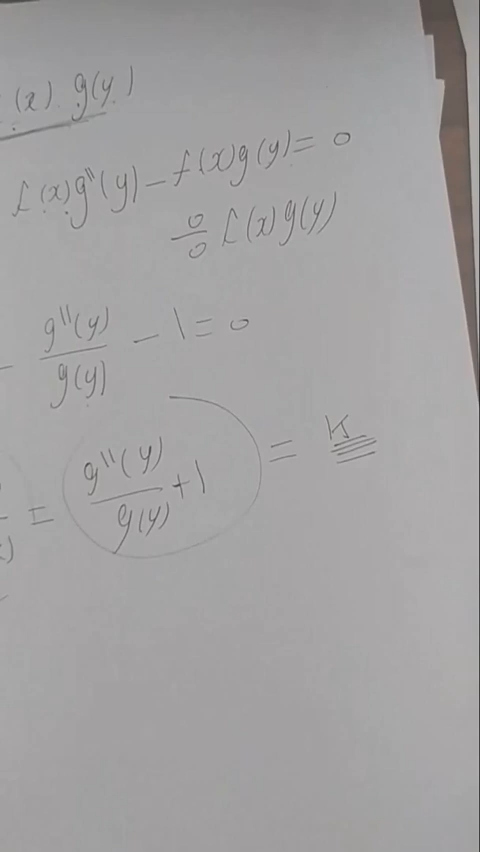 (x) g(y)
f(x)g''(y) - f(x)g(y) = 0
÷ f(x)g(y)
- g''(y)/g(y) - 1 = 0
= g''(y)/g(y) + 1 = K